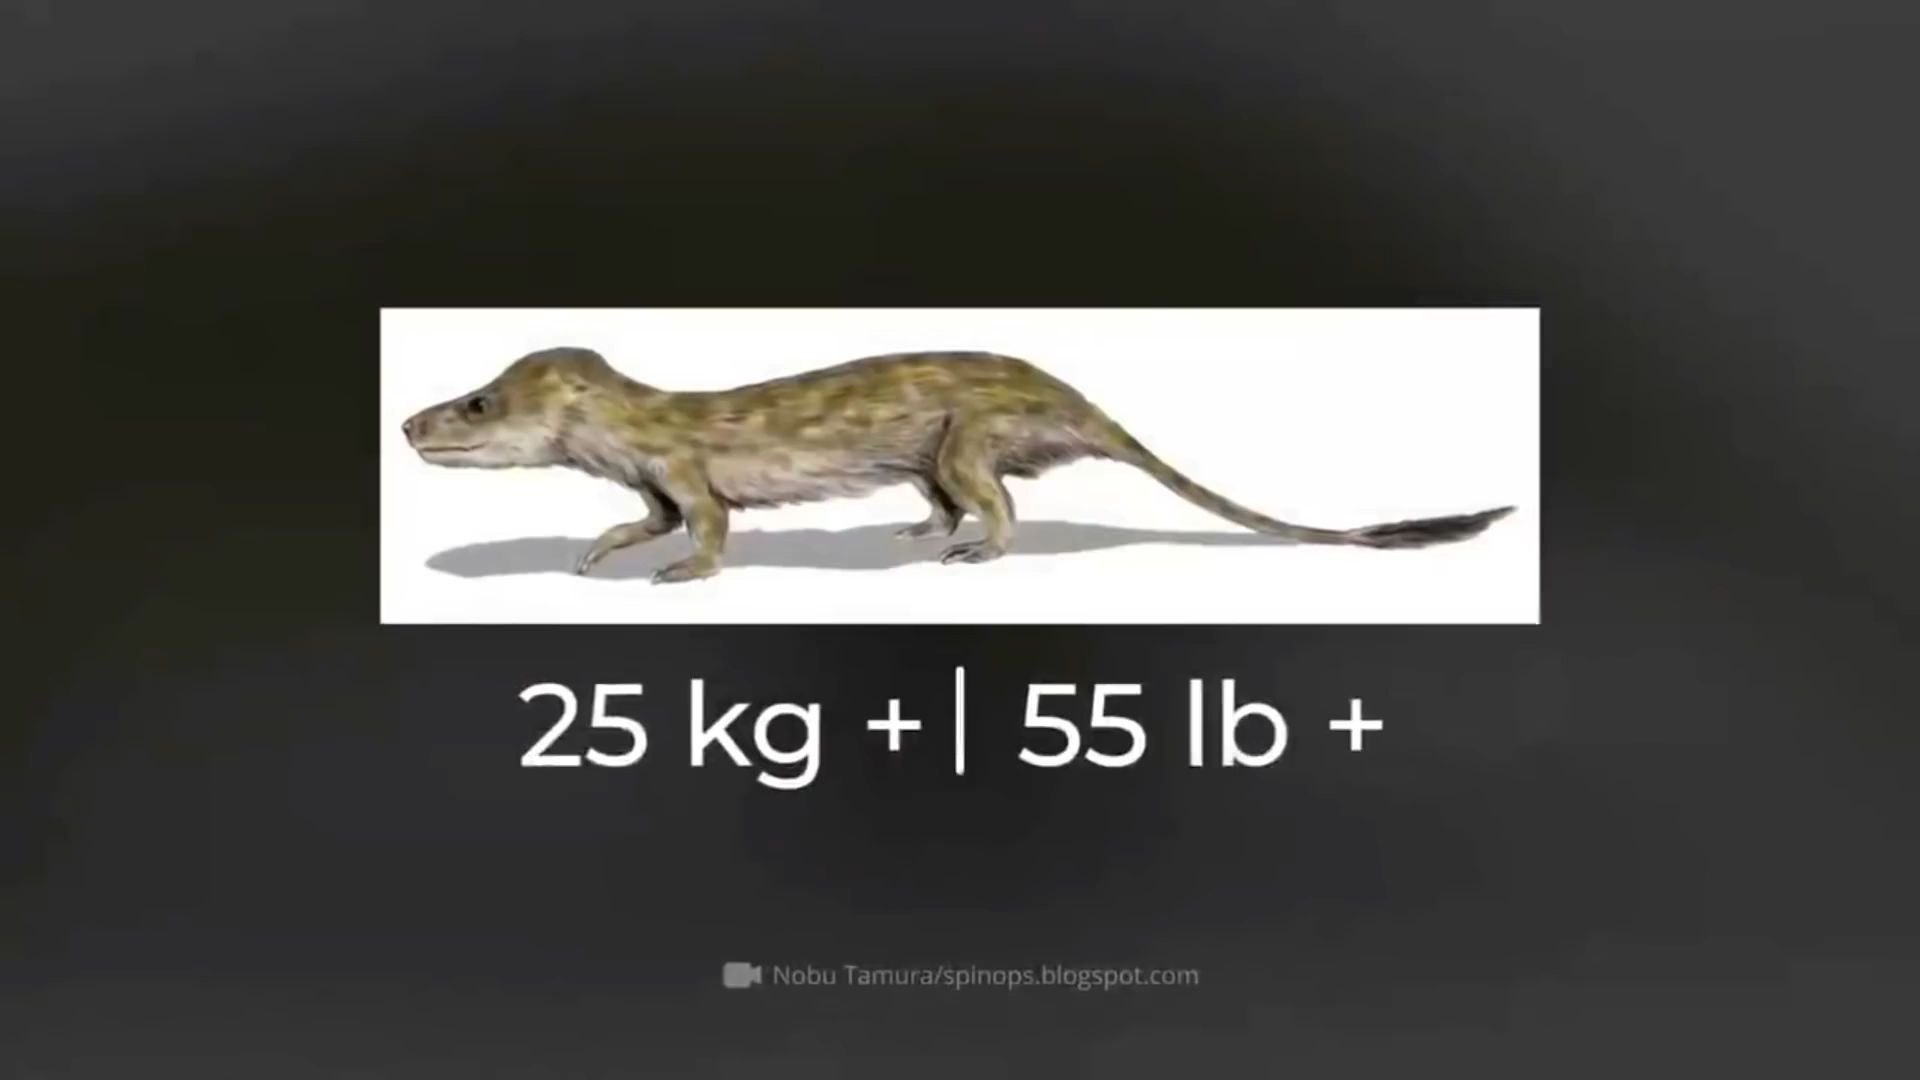 25 kg + | 55 lb +
Nobu Tamura/spinops.blogspot.com